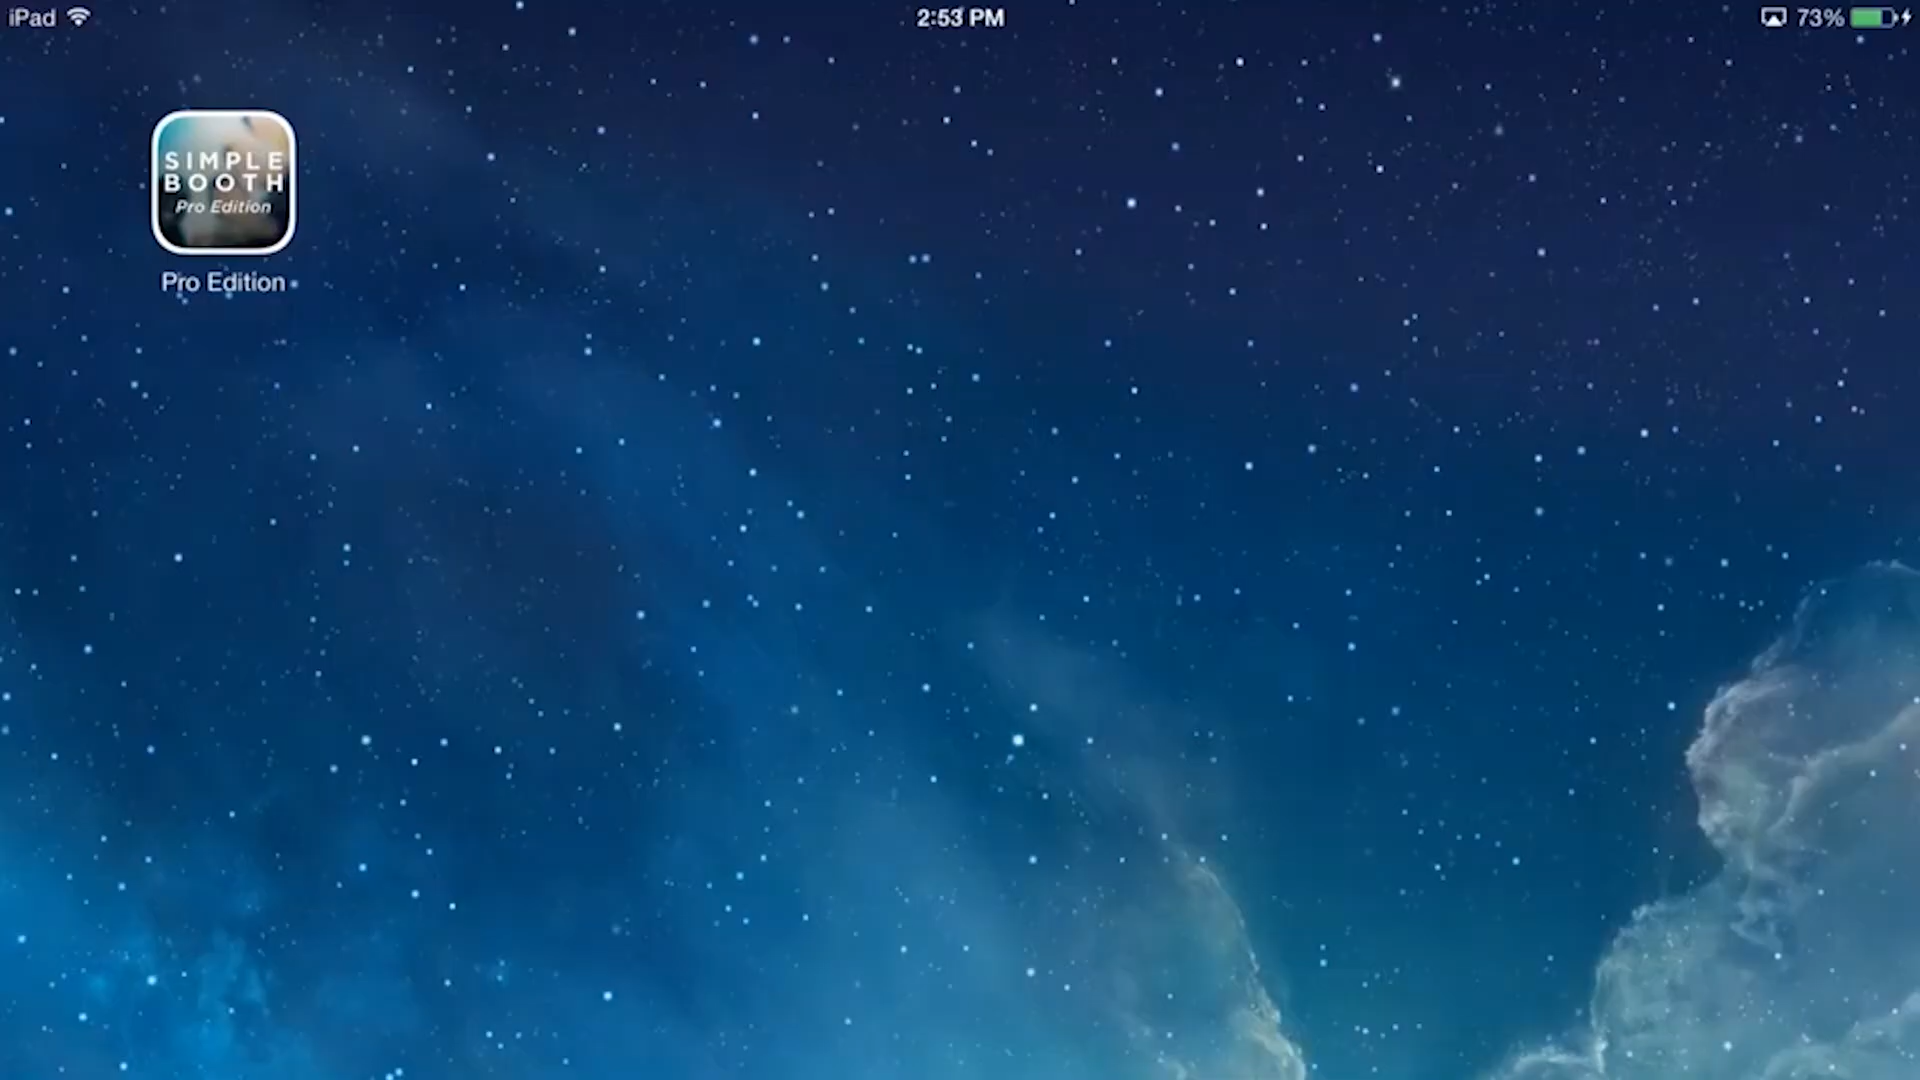 iPad
2:53 PM
73%
SIMPLE
BOOTH
Pro Edition
Pro Edition